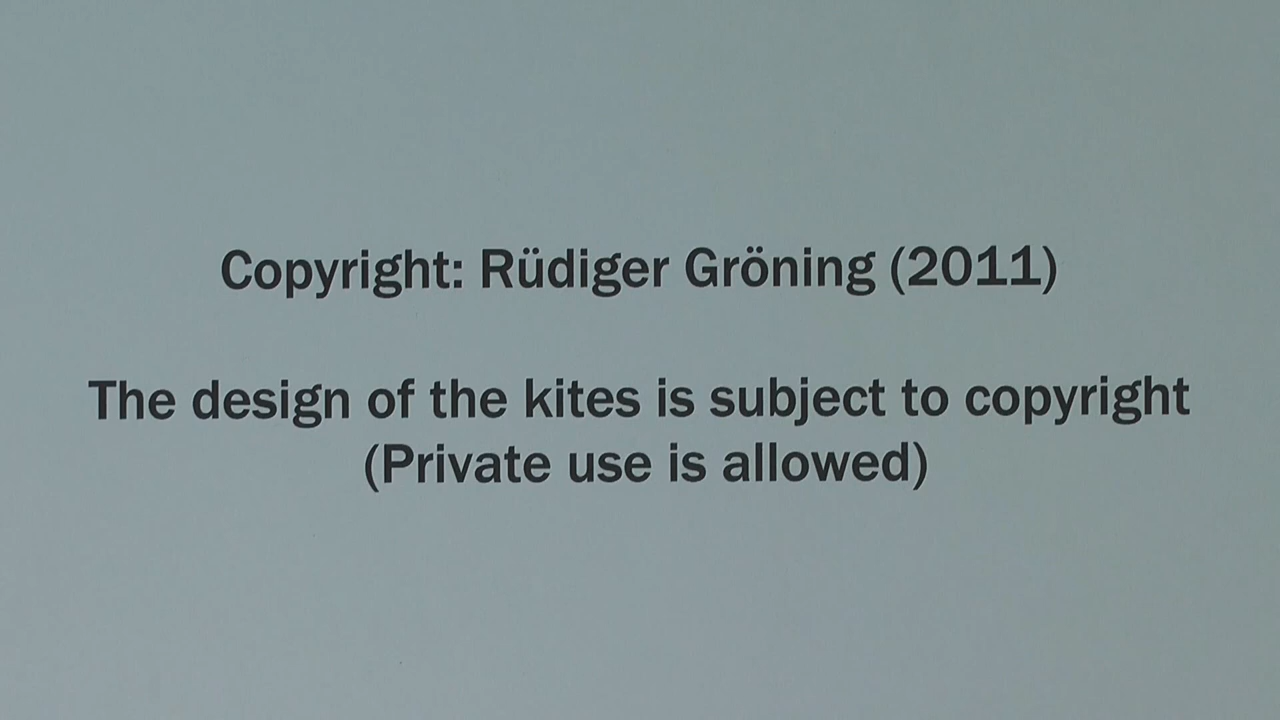 Copyright: Rüdiger Gröning (2011)
The design of the kites is subject to copyright
(Private use is allowed)